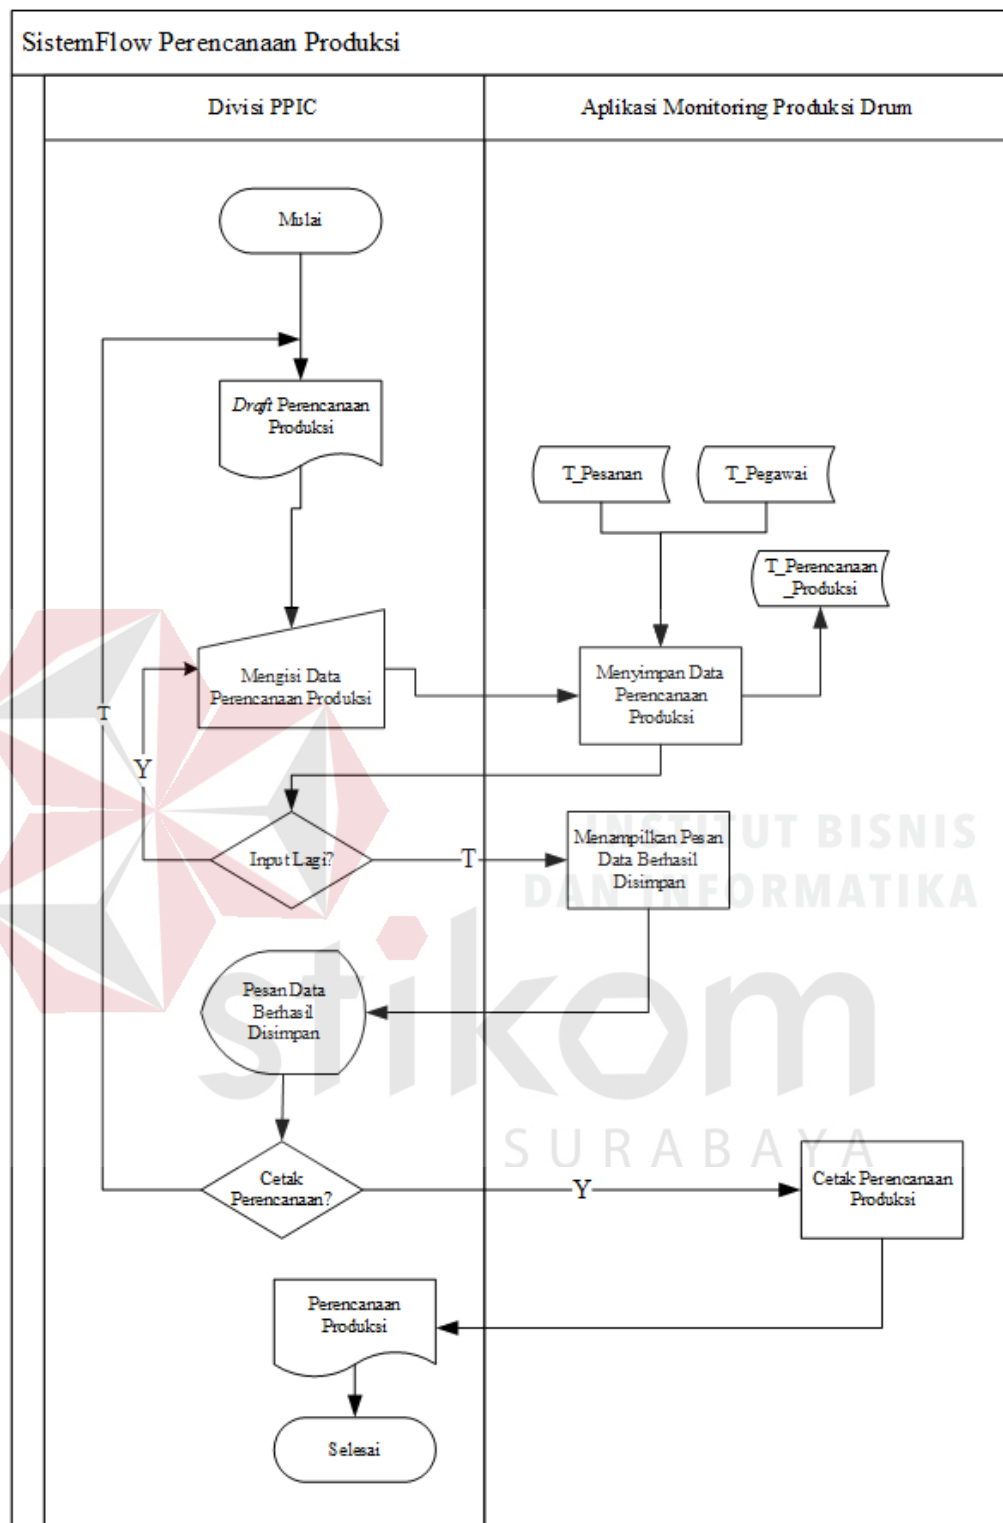 SistemFlow Perencanaan Produksi
Divisi PPIC
Aplikasi Monitoring Produksi Drum
Mulai
Draft Perencanaan
Produksi
T_Pesanan
T_Pegawai
T_Perencanaan
_Produksi
Mengisi Data
Perencanaan Produksi
Menyimpan Data
Perencanaan
Produksi
T
Y
Input Lagi?
T
Menampilkan Pesan
Data Berhasil
Disimpan
INSTITUT BISNIS
DAN INFORMATIKA
Pesan Data
Berhasil
Disimpan
stikom
SURABAYA
Cetak
Perencanaan?
Y
Cetak Perencanaan
Produksi
Perencanaan
Produksi
Selesai